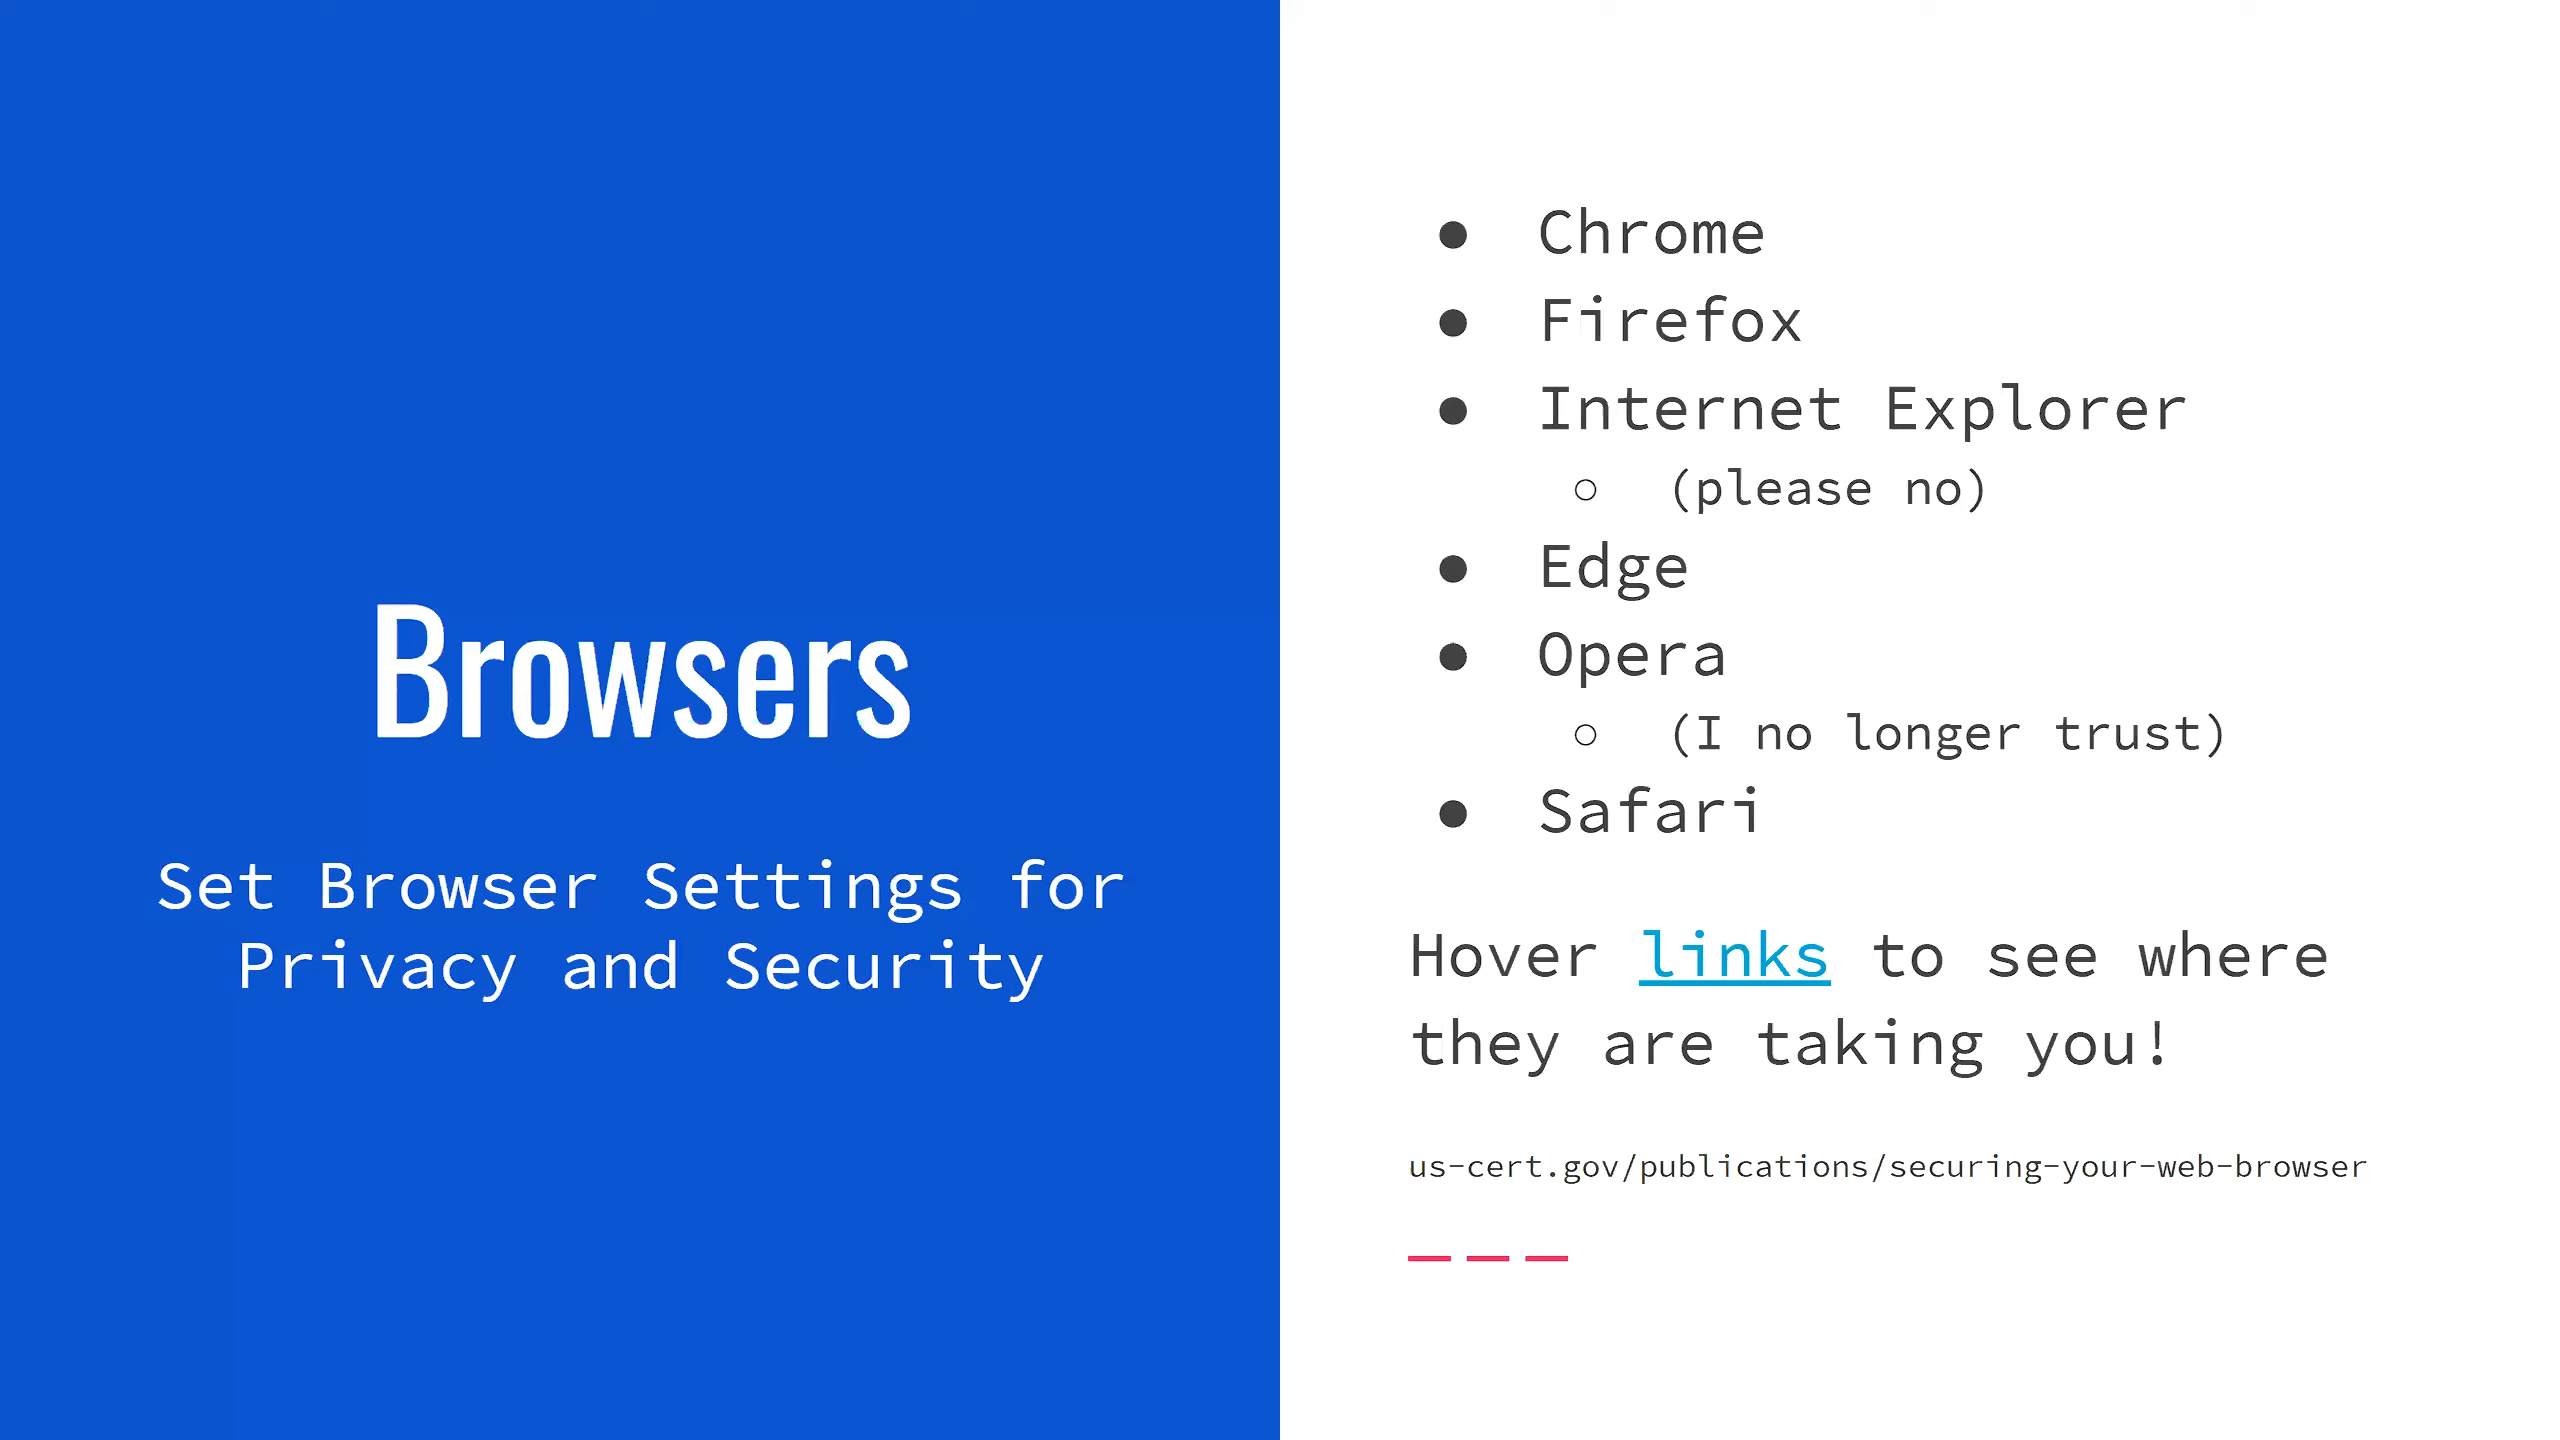 Browsers
Set Browser Settings for
Privacy and Security
● Chrome
● Firefox
● Internet Explorer
○ (please no)
● Edge
● Opera
○ (I no longer trust)
● Safari
Hover links to see where
they are taking you!
us-cert.gov/publications/securing-your-web-browser